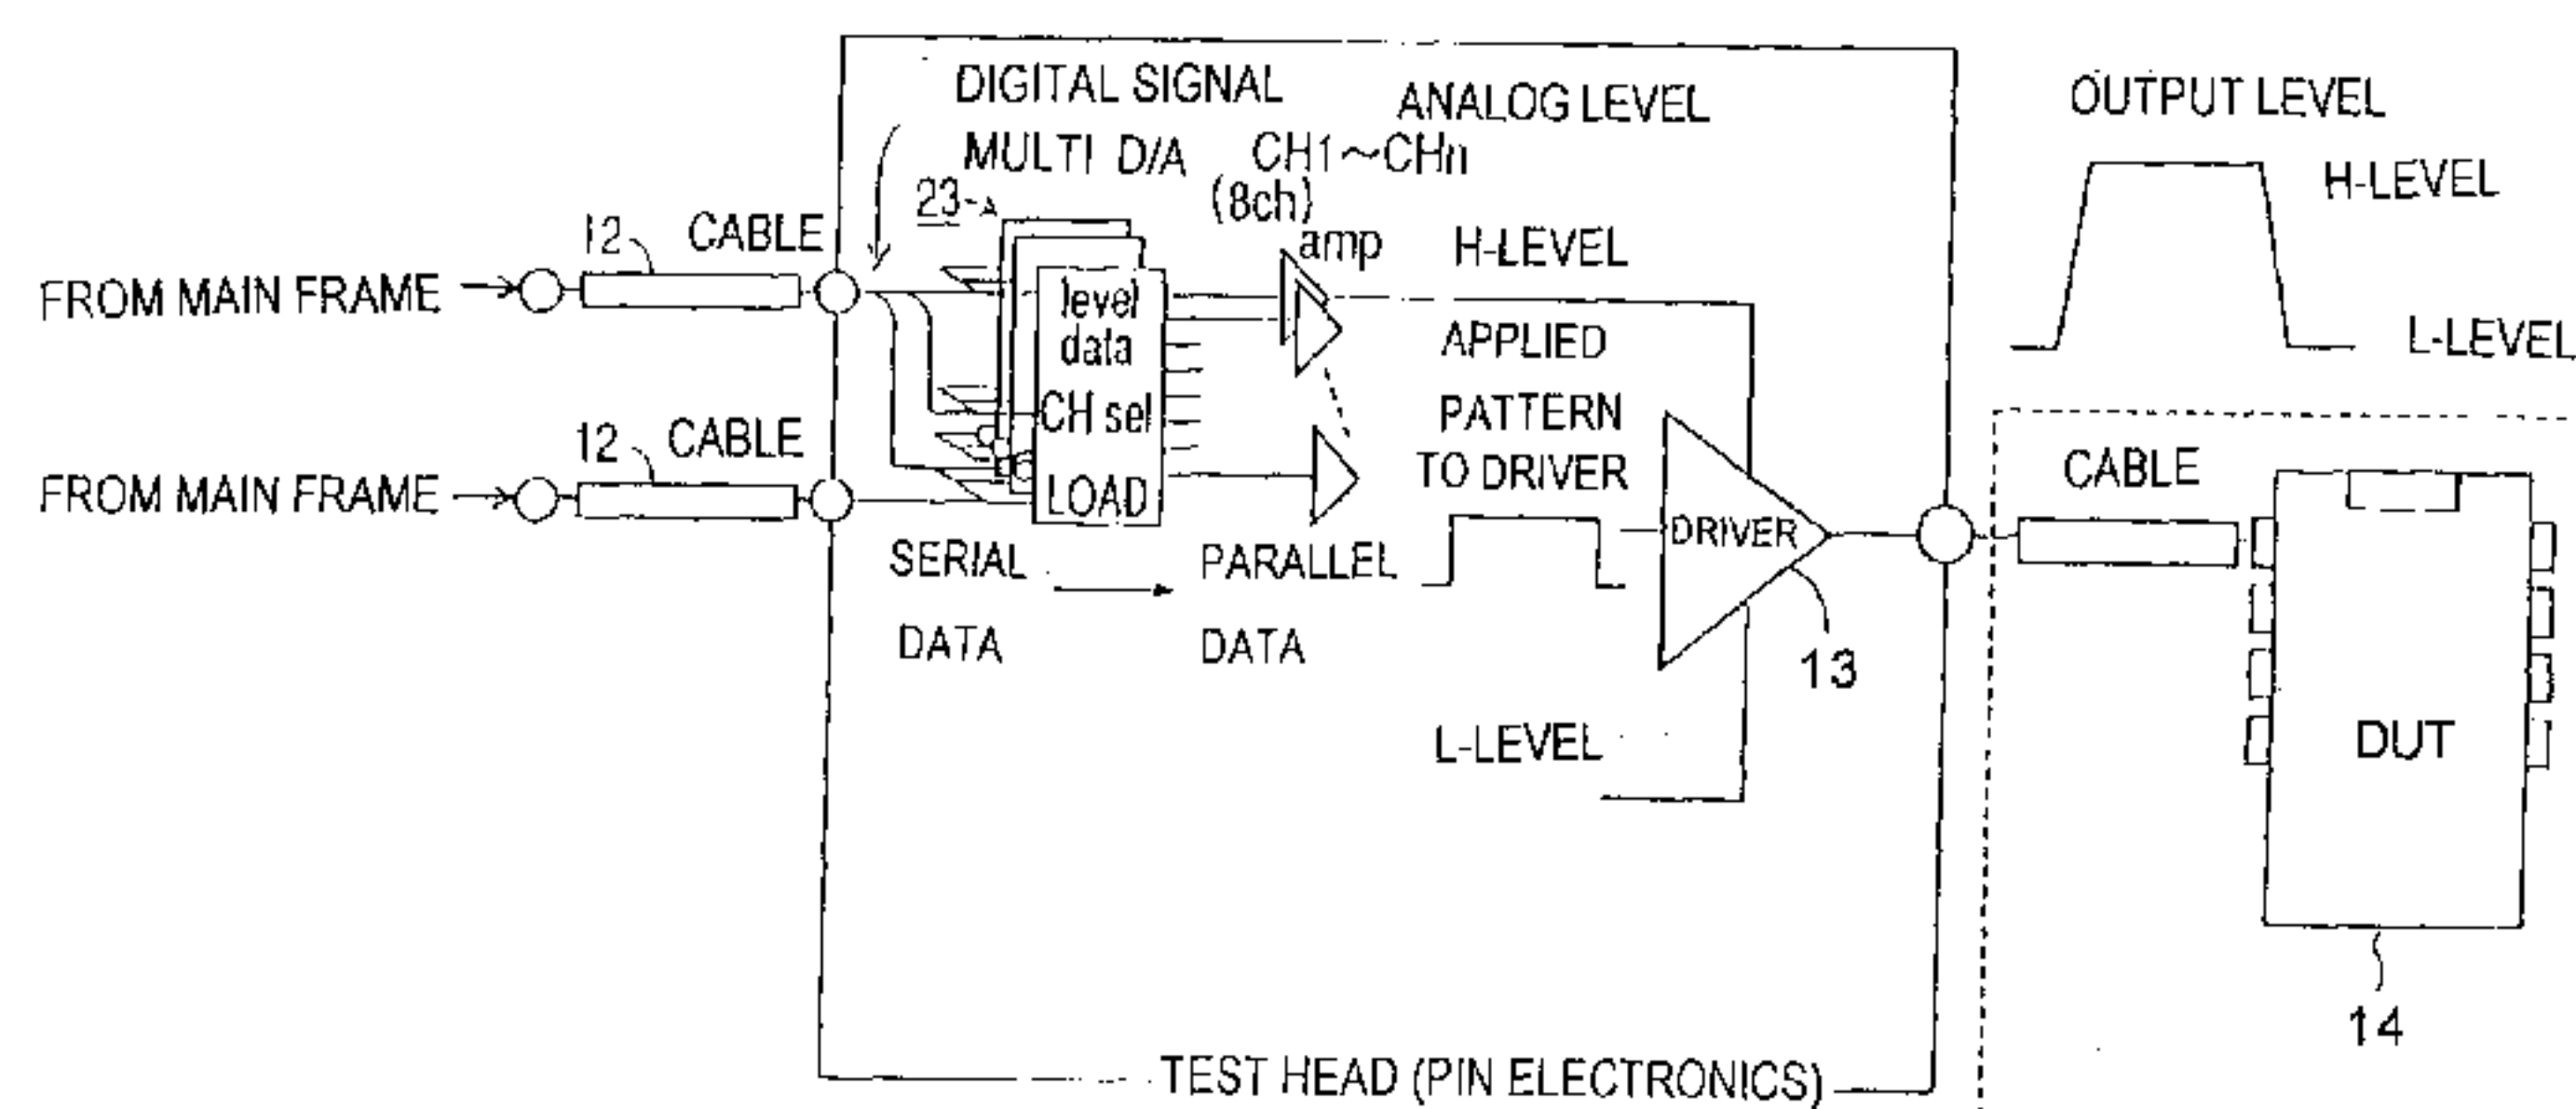 DIGITAL SIGNAL
ANALOG LEVEL
MULTI D/A
CH1~CHn
(8ch)
23-A
amp
12
CABLE
FROM MAIN FRAME
12
CABLE
FROM MAIN FRAME
level
data
CH sel
LOAD
SERIAL
DATA
PARALLEL
DATA
H-LEVEL
APPLIED
PATTERN
TO DRIVER
DRIVER
13
L-LEVEL
TEST HEAD (PIN ELECTRONICS)
OUTPUT LEVEL
H-LEVEL
L-LEVEL
CABLE
DUT
14